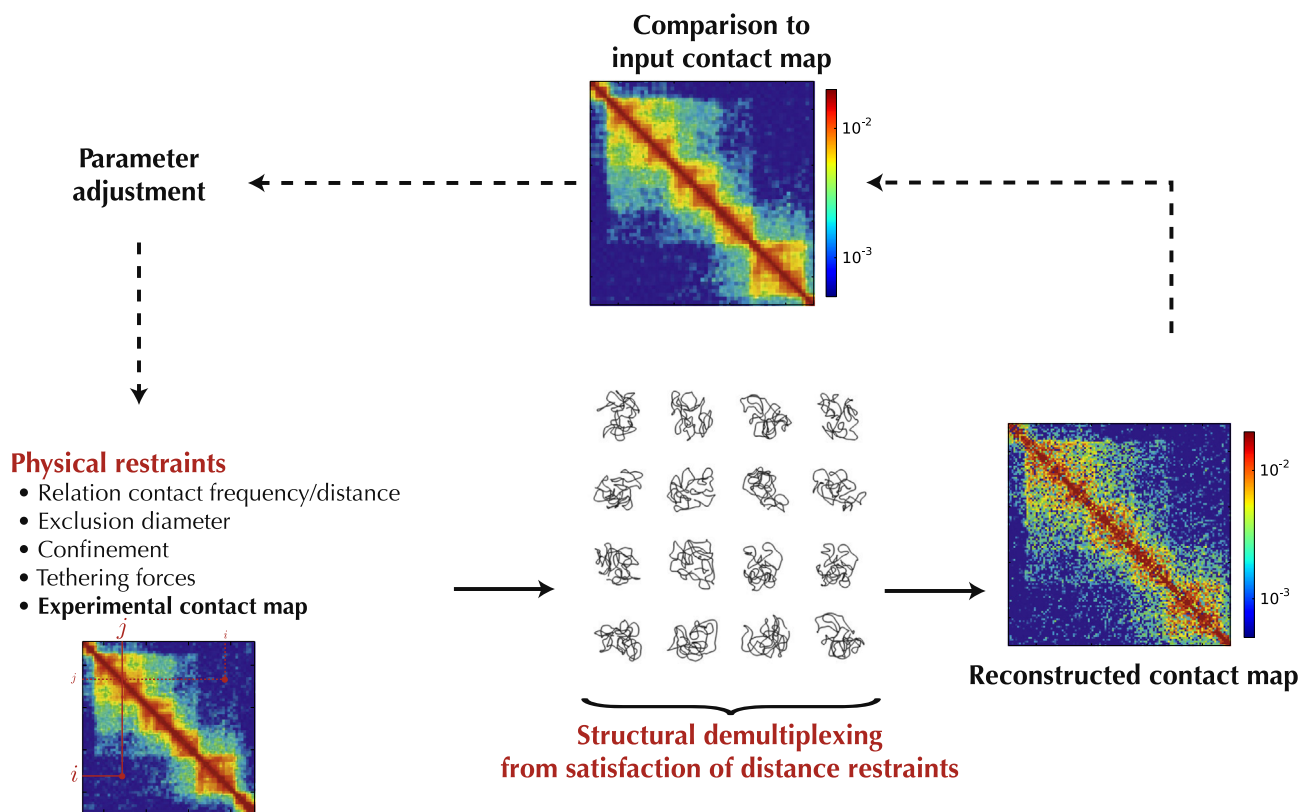 Comparison to
input contact map
10⁻²
10⁻³
Parameter
adjustment
Physical restraints
• Relation contact frequency/distance
• Exclusion diameter
• Confinement
• Tethering forces
• Experimental contact map
j
i
j
i
Structural demultiplexing
from satisfaction of distance restraints
10⁻²
10⁻³
Reconstructed contact map